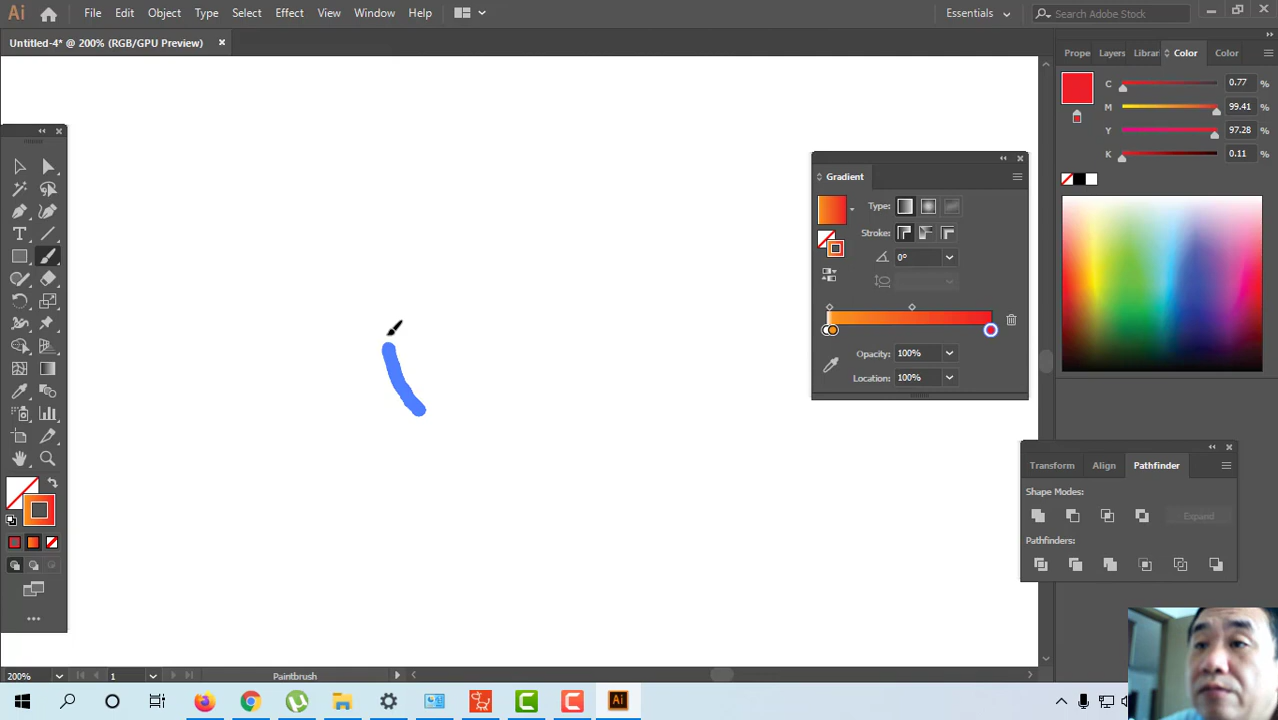 Ai File Edit Object Type Select Effect View Window Help Essentials Search Adobe Stock
Untitled-4* @ 200% (RGB/GPU Preview)
Prope Layers Librar Color Color
C 0.77 %
M 99.41 %
Y 97.28 %
K 0.11 %
Gradient
Type:
Stroke:
0°
Opacity: 100%
Location: 100%
Transform Align Pathfinder
Shape Modes:
Expand
Pathfinders:
200% 1 Paintbrush
Ai